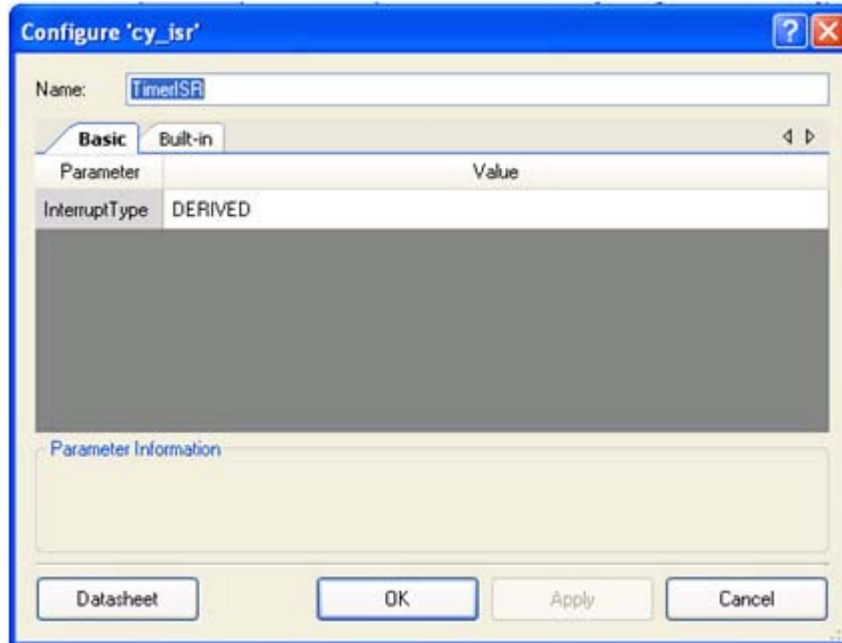 Configure 'cy_isr'
Name: TimerISR
Basic Built-in
Parameter Value
InterruptType DERIVED
Parameter Information
Datasheet OK Apply Cancel